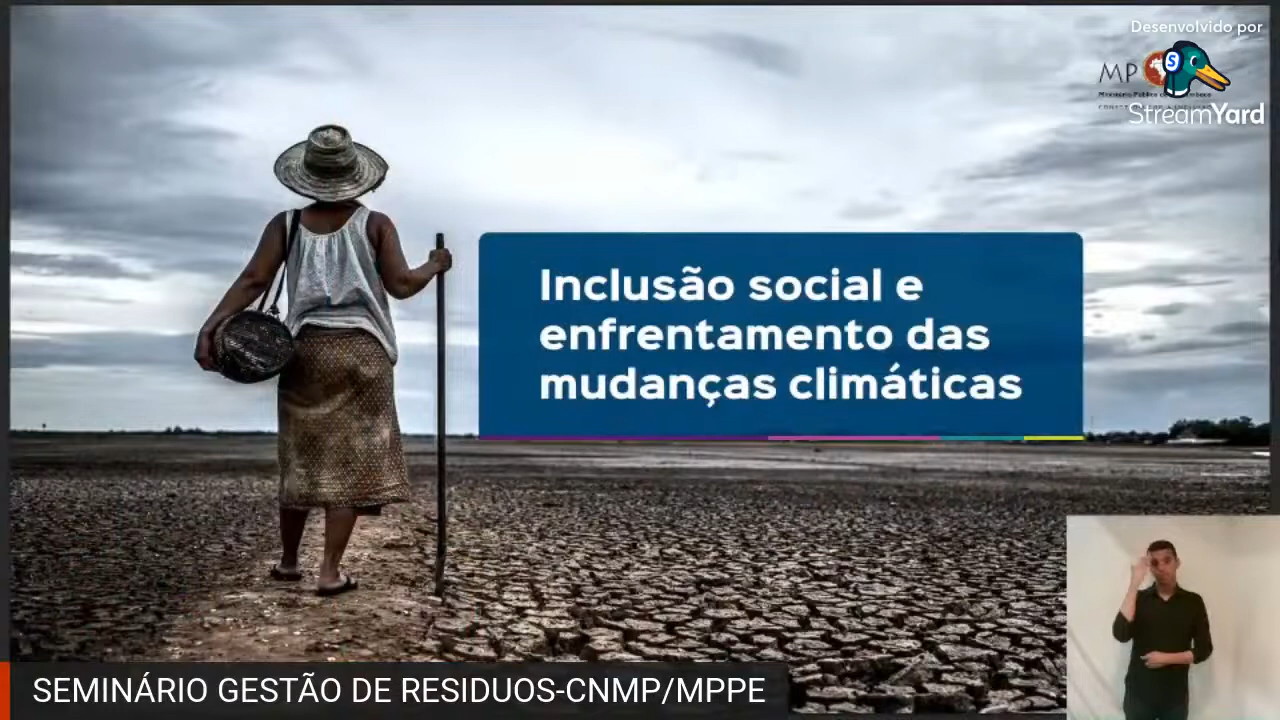 Desenvolvido por
MP
StreamYard
Inclusão social e
enfrentamento das
mudanças climáticas
SEMINÁRIO GESTÃO DE RESIDUOS-CNMP/MPPE